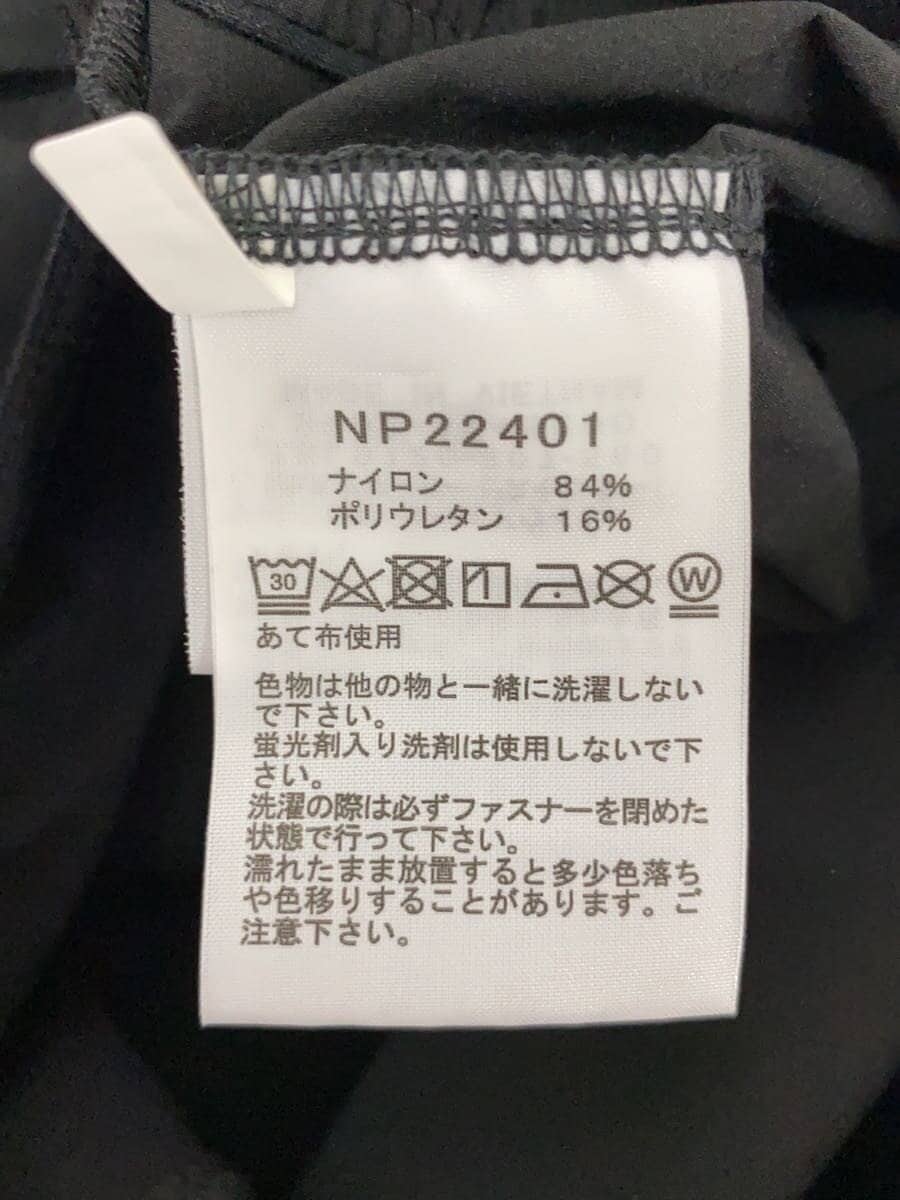 NP22401
ナイロン 84%
ポリウレタン 16%
30 W
あて布使用
色物は他の物と一緒に洗濯しない
で下さい。
蛍光剤入り洗剤は使用しないで下
さい。
洗濯の際は必ずファスナーを閉めた
状態で行って下さい。
濡れたまま放置すると多少色落ち
や色移りすることがあります。ご
注意下さい。